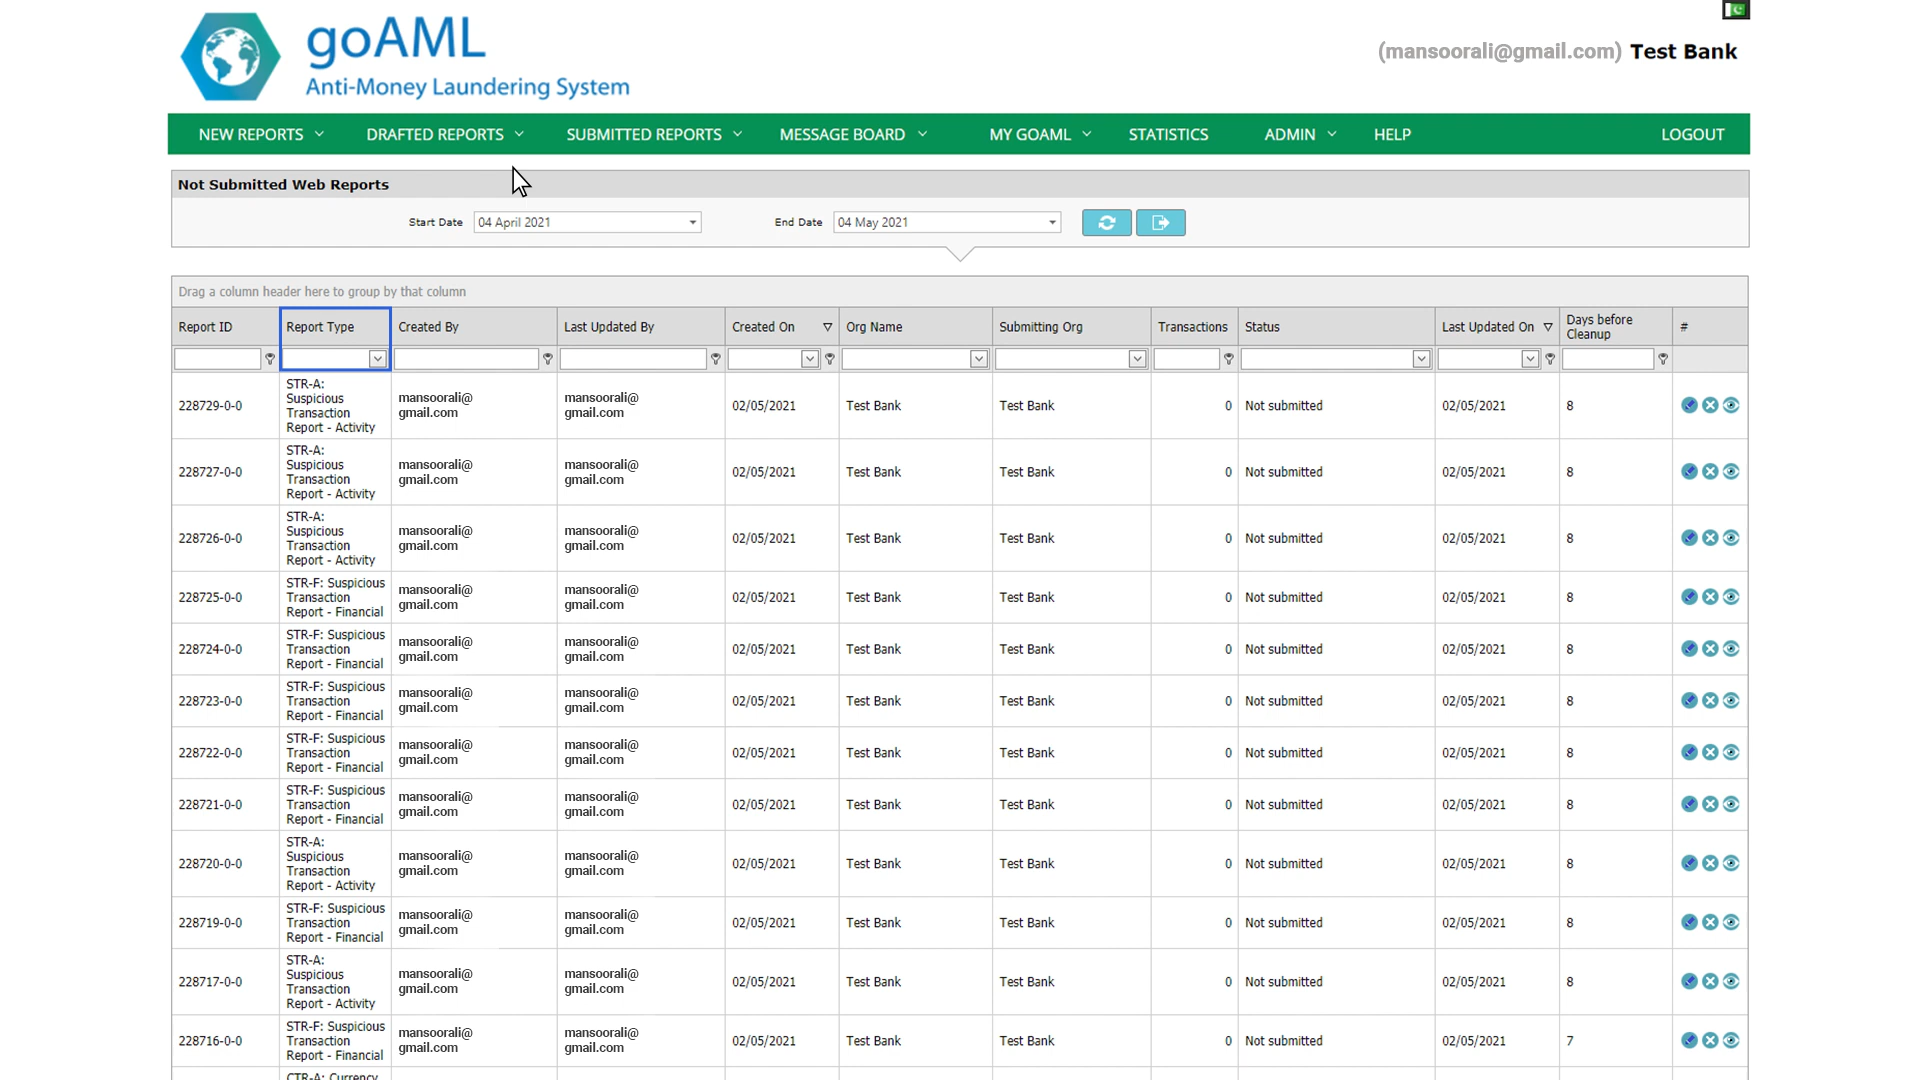 goAML
Anti-Money Laundering System
(mansoorali@gmail.com) Test Bank
NEW REPORTS DRAFTED REPORTS SUBMITTED REPORTS MESSAGE BOARD MY GOAML STATISTICS ADMIN HELP LOGOUT
Not Submitted Web Reports
Start Date 04 April 2021 End Date 04 May 2021
Drag a column header here to group by that column
Report ID Report Type Created By Last Updated By Created On Org Name Submitting Org Transactions Status Last Updated On Days before Cleanup #
228729-0-0 STR-A: Suspicious Transaction Report - Activity mansoorali@gmail.com mansoorali@gmail.com 02/05/2021 Test Bank Test Bank 0 Not submitted 02/05/2021 8
228727-0-0 STR-A: Suspicious Transaction Report - Activity mansoorali@gmail.com mansoorali@gmail.com 02/05/2021 Test Bank Test Bank 0 Not submitted 02/05/2021 8
228726-0-0 STR-A: Suspicious Transaction Report - Activity mansoorali@gmail.com mansoorali@gmail.com 02/05/2021 Test Bank Test Bank 0 Not submitted 02/05/2021 8
228725-0-0 STR-F: Suspicious Transaction Report - Financial mansoorali@gmail.com mansoorali@gmail.com 02/05/2021 Test Bank Test Bank 0 Not submitted 02/05/2021 8
228724-0-0 STR-F: Suspicious Transaction Report - Financial mansoorali@gmail.com mansoorali@gmail.com 02/05/2021 Test Bank Test Bank 0 Not submitted 02/05/2021 8
228723-0-0 STR-F: Suspicious Transaction Report - Financial mansoorali@gmail.com mansoorali@gmail.com 02/05/2021 Test Bank Test Bank 0 Not submitted 02/05/2021 8
228722-0-0 STR-F: Suspicious Transaction Report - Financial mansoorali@gmail.com mansoorali@gmail.com 02/05/2021 Test Bank Test Bank 0 Not submitted 02/05/2021 8
228721-0-0 STR-F: Suspicious Transaction Report - Financial mansoorali@gmail.com mansoorali@gmail.com 02/05/2021 Test Bank Test Bank 0 Not submitted 02/05/2021 8
228720-0-0 STR-A: Suspicious Transaction Report - Activity mansoorali@gmail.com mansoorali@gmail.com 02/05/2021 Test Bank Test Bank 0 Not submitted 02/05/2021 8
228719-0-0 STR-F: Suspicious Transaction Report - Financial mansoorali@gmail.com mansoorali@gmail.com 02/05/2021 Test Bank Test Bank 0 Not submitted 02/05/2021 8
228717-0-0 STR-A: Suspicious Transaction Report - Activity mansoorali@gmail.com mansoorali@gmail.com 02/05/2021 Test Bank Test Bank 0 Not submitted 02/05/2021 8
228716-0-0 STR-F: Suspicious Transaction Report - Financial mansoorali@gmail.com mansoorali@gmail.com 02/05/2021 Test Bank Test Bank 0 Not submitted 02/05/2021 7
CTR-A: Currency